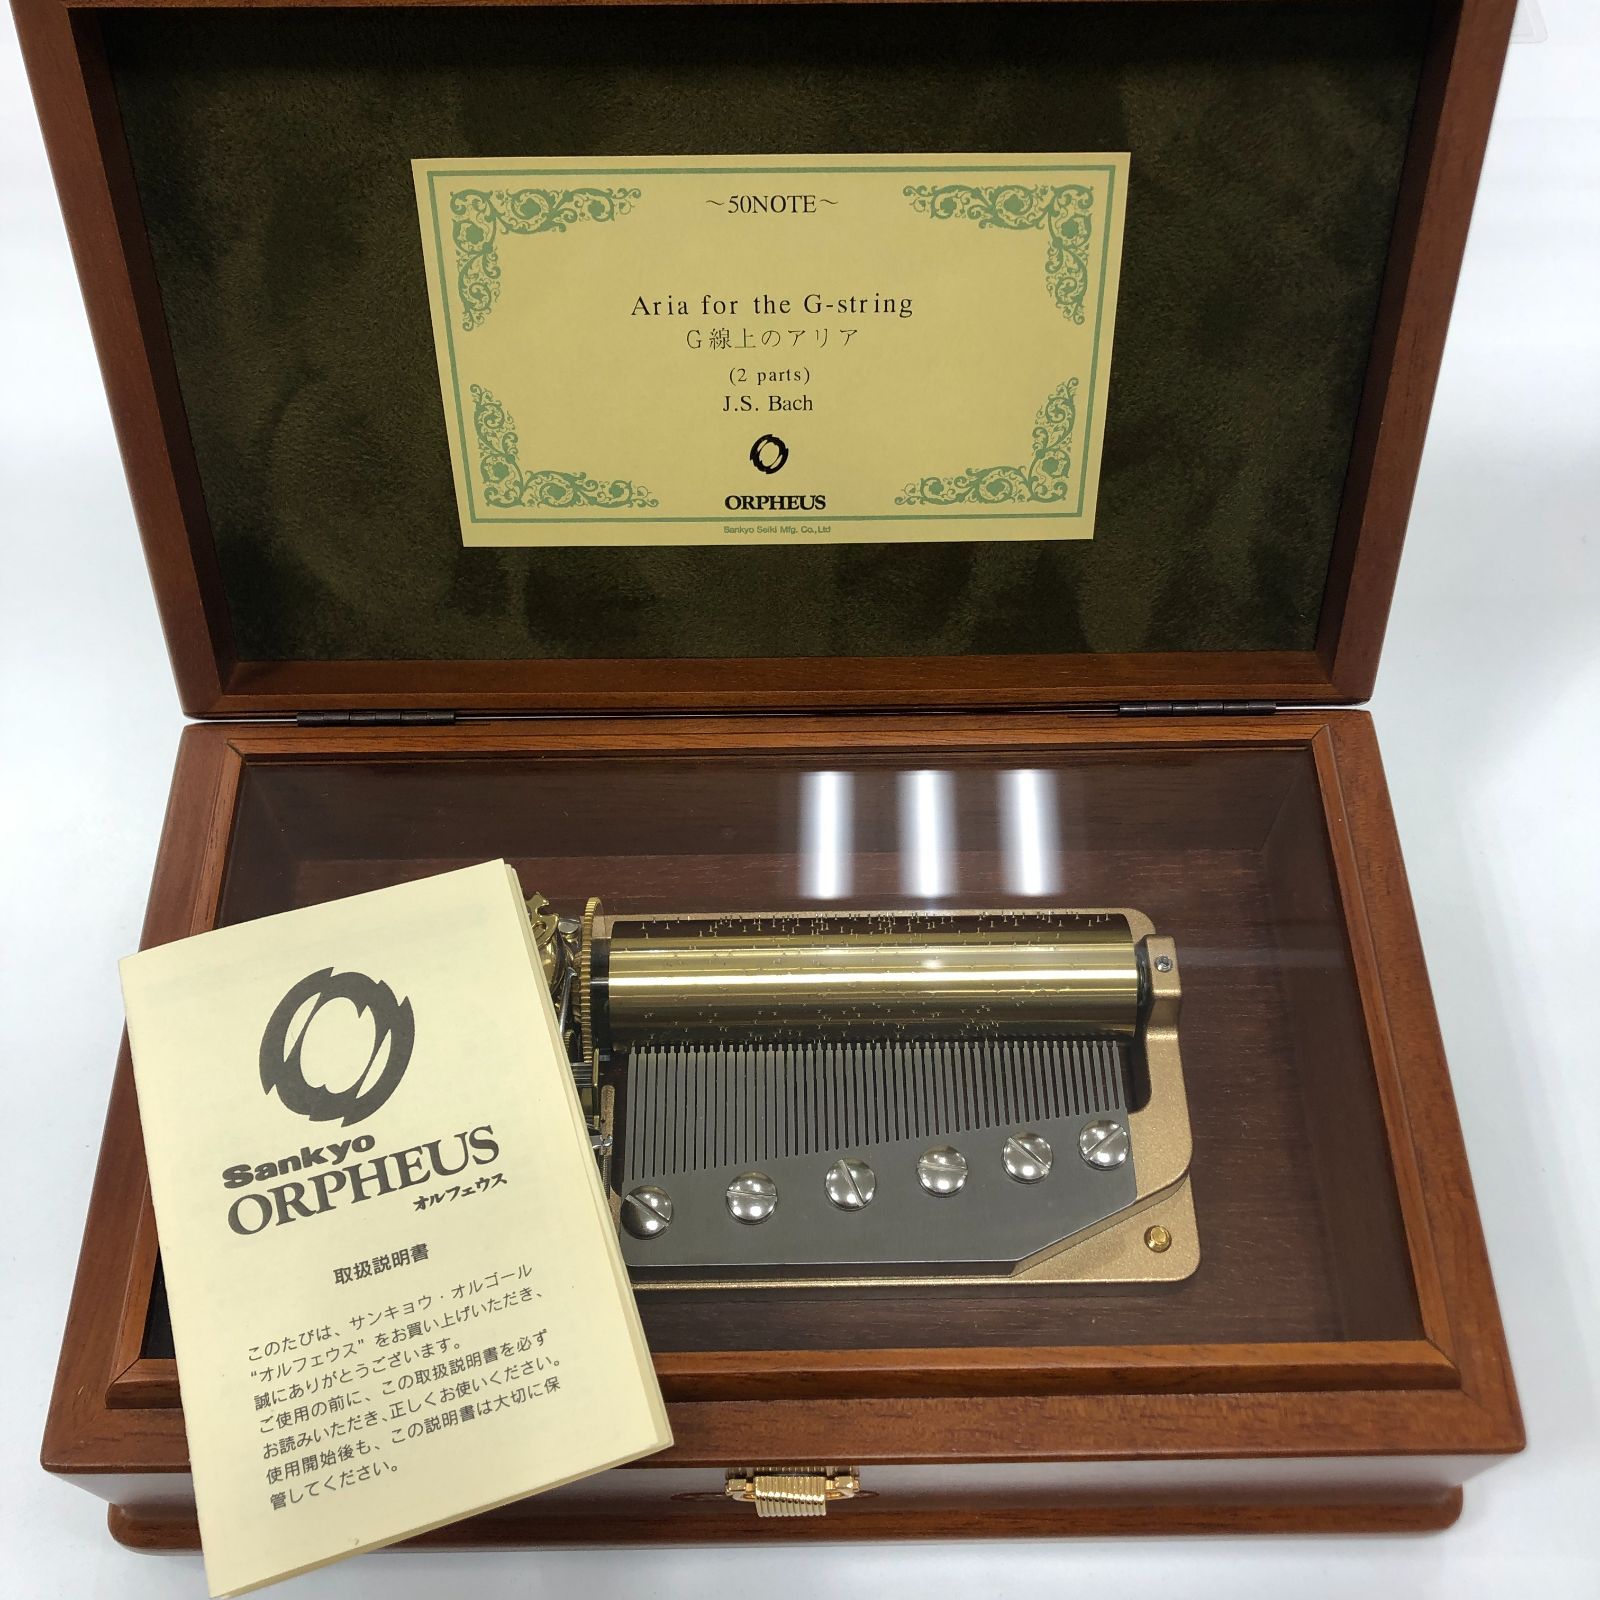 ～50NOTE～
Aria for the G-string
G線上のアリア
(2 parts)
J.S. Bach
ORPHEUS
Sankyo Seiki Mfg. Co.,Ltd
Sankyo
ORPHEUS
オルフェウス
取扱説明書
このたびは、サンキョウ・オルゴール
"オルフェウス"をお買い上げいただき、
誠にありがとうございます。
ご使用の前に、この取扱説明書を必ず
お読みいただき、正しくお使いください。
使用開始後も、この説明書は大切に保
管してください。